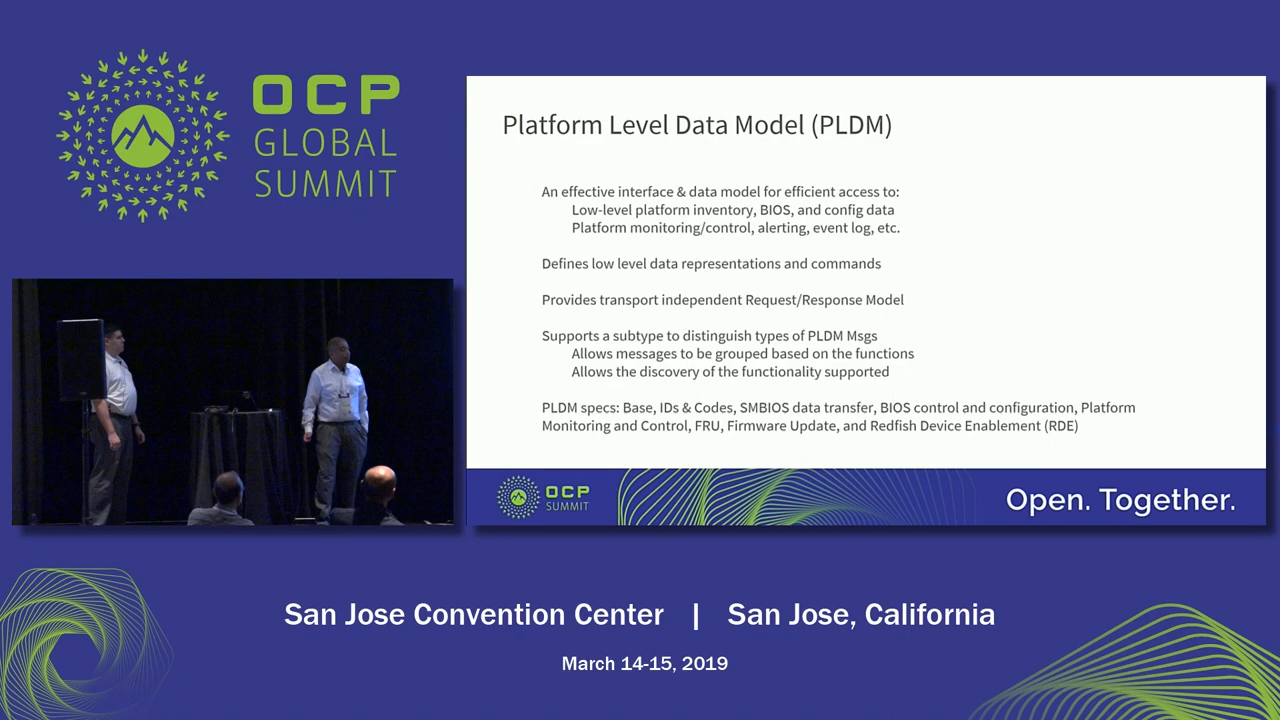 OCP
GLOBAL
SUMMIT
Platform Level Data Model (PLDM)
An effective interface & data model for efficient access to:
Low-level platform inventory, BIOS, and config data
Platform monitoring/control, alerting, event log, etc.
Defines low level data representations and commands
Provides transport independent Request/Response Model
Supports a subtype to distinguish types of PLDM Msgs
Allows messages to be grouped based on the functions
Allows the discovery of the functionality supported
PLDM specs: Base, IDs & Codes, SMBIOS data transfer, BIOS control and configuration, Platform
Monitoring and Control, FRU, Firmware Update, and Redfish Device Enablement (RDE)
OCP
SUMMIT
Open. Together.
San Jose Convention Center | San Jose, California
March 14-15, 2019